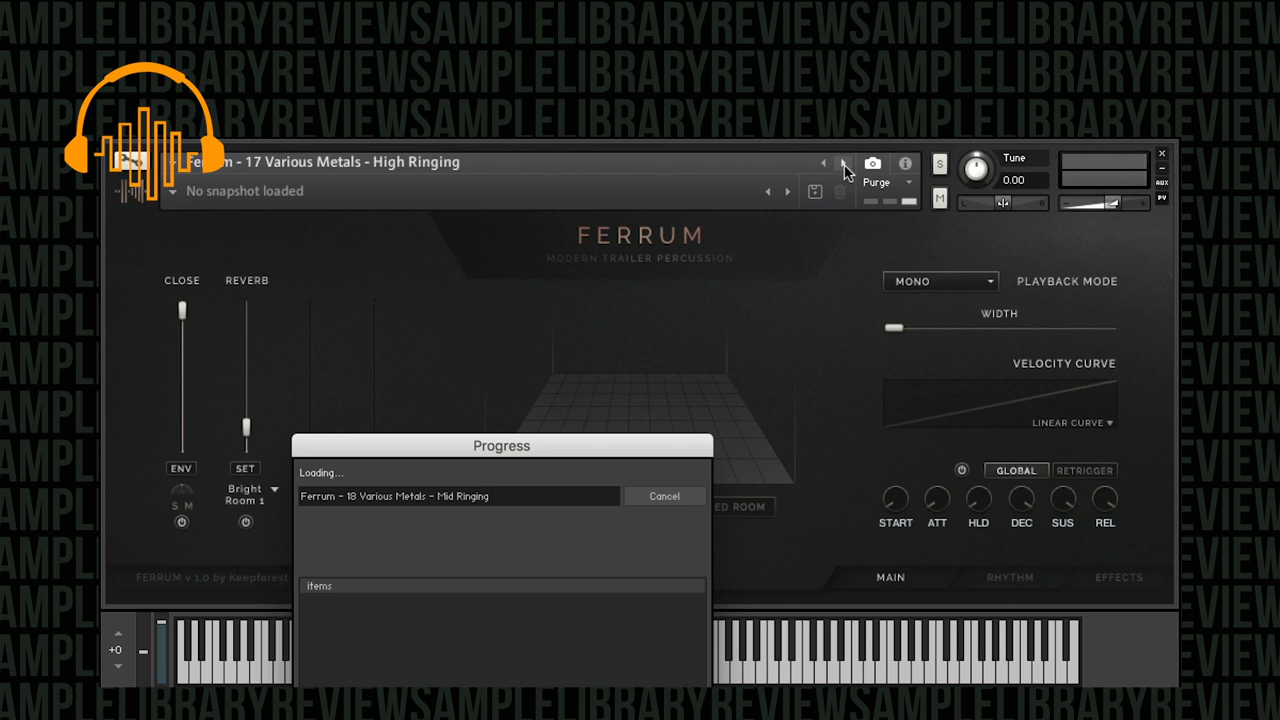 SAMPLELIBRARYREVIEWS
Ferrum - 17 Various Metals - High Ringing
No snapshot loaded
Purge
S
M
Tune
0.00
L
R
AUX
PV
FERRUM
MODERN TRAILER PERCUSSION
CLOSE
REVERB
ENV
SET
S M
Bright
Room 1
MONO
PLAYBACK MODE
WIDTH
VELOCITY CURVE
LINEAR CURVE
GLOBAL
RETRIGGER
START
ATT
HLD
DEC
SUS
REL
ED ROOM
Progress
Loading...
Ferrum - 18 Various Metals - Mid Ringing
Cancel
items
FERRUM v 1.0 by Keepforest
MAIN
RHYTHM
EFFECTS
+0